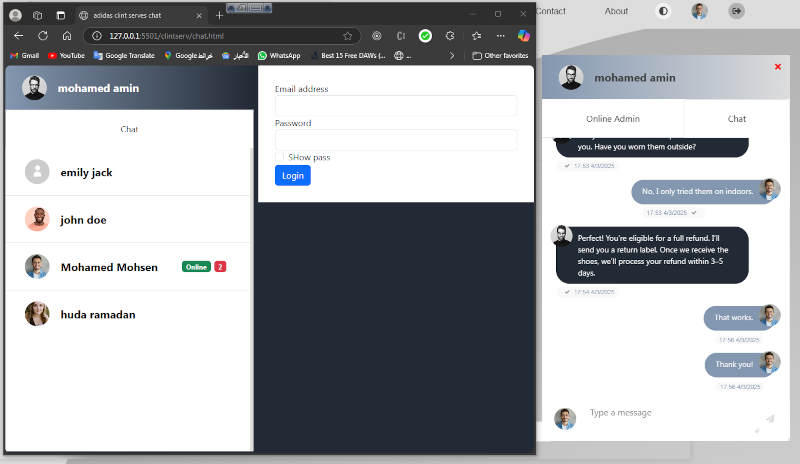 adidas clint serves chat
127.0.0.1:5501/clintserv/chat.html
Gmail
YouTube
Google Translate
خرائط Google
الأخبار
WhatsApp
Best 15 Free DAWs (...
Other favorites
mohamed amin
Chat
emily jack
john doe
Mohamed Mohsen
Online
2
huda ramadan
Email address
Password
SHow pass
Login
Contact
About
mohamed amin
Online Admin
Chat
you. Have you worn them outside?
17:53 4/3/2025
No, I only tried them on indoors.
17:53 4/3/2025
Perfect! You're eligible for a full refund. I'll
send you a return label. Once we receive the
shoes, we'll process your refund within 3–5
days.
17:54 4/3/2025
That works.
17:56 4/3/2025
Thank you!
17:56 4/3/2025
Type a message